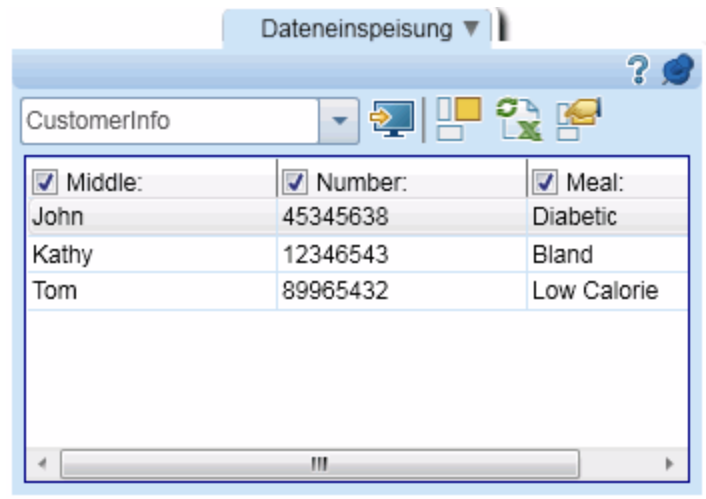 Dateneinspeisung ▼
?
CustomerInfo
Middle: Number: Meal:
John 45345638 Diabetic
Kathy 12346543 Bland
Tom 89965432 Low Calorie